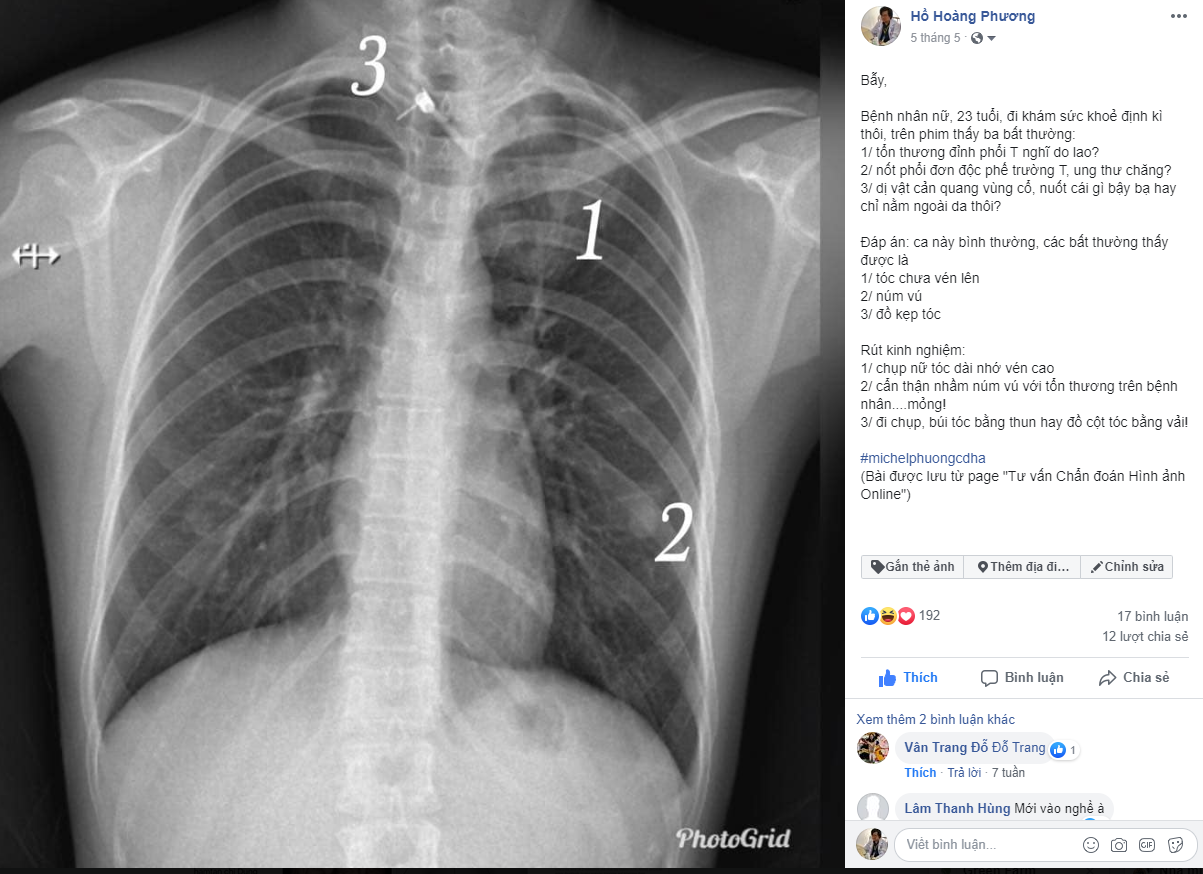 3
1
2
PhotoGrid
Hồ Hoàng Phương
5 tháng 5 ·
Bẫy,
Bệnh nhân nữ, 23 tuổi, đi khám sức khoẻ định kì
thôi, trên phim thấy ba bất thường:
1/ tổn thương đỉnh phổi T nghĩ do lao?
2/ nốt phổi đơn độc phế trường T, ung thư chăng?
3/ dị vật cản quang vùng cổ, nuốt cái gì bậy bạ hay
chỉ nằm ngoài da thôi?
Đáp án: ca này bình thường, các bất thường thấy
được là
1/ tóc chưa vén lên
2/ núm vú
3/ đồ kẹp tóc
Rút kinh nghiệm:
1/ chụp nữ tóc dài nhớ vén cao
2/ cẩn thận nhầm núm vú với tổn thương trên bệnh
nhân....mỏng!
3/ đi chụp, búi tóc bằng thun hay đồ cột tóc bằng vải!
#michelphuongcdha
(Bài được lưu từ page "Tư vấn Chẩn đoán Hình ảnh
Online")
Gắn thẻ ảnh Thêm địa đi... Chỉnh sửa
192 17 bình luận
12 lượt chia sẻ
Thích Bình luận Chia sẻ
Xem thêm 2 bình luận khác
Vân Trang Đỗ Đỗ Trang 1
Thích · Trả lời · 7 tuần
Lâm Thanh Hùng Mới vào nghề à
Viết bình luận...
GIF